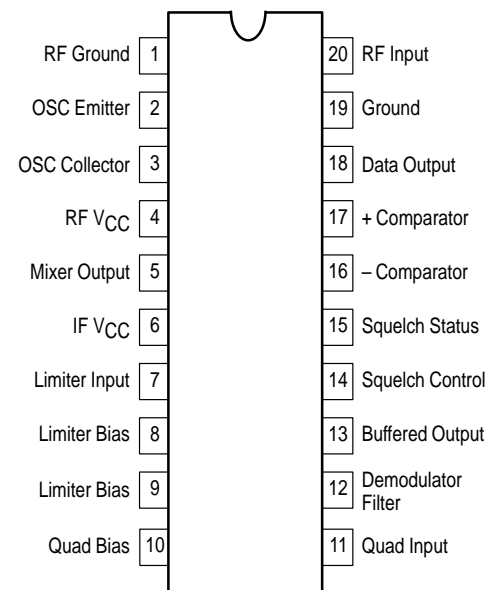 RF Ground 1 20 RF Input
OSC Emitter 2 19 Ground
OSC Collector 3 18 Data Output
RF VCC 4 17 + Comparator
Mixer Output 5 16 – Comparator
IF VCC 6 15 Squelch Status
Limiter Input 7 14 Squelch Control
Limiter Bias 8 13 Buffered Output
Limiter Bias 9 12 Demodulator
Filter
Quad Bias 10 11 Quad Input